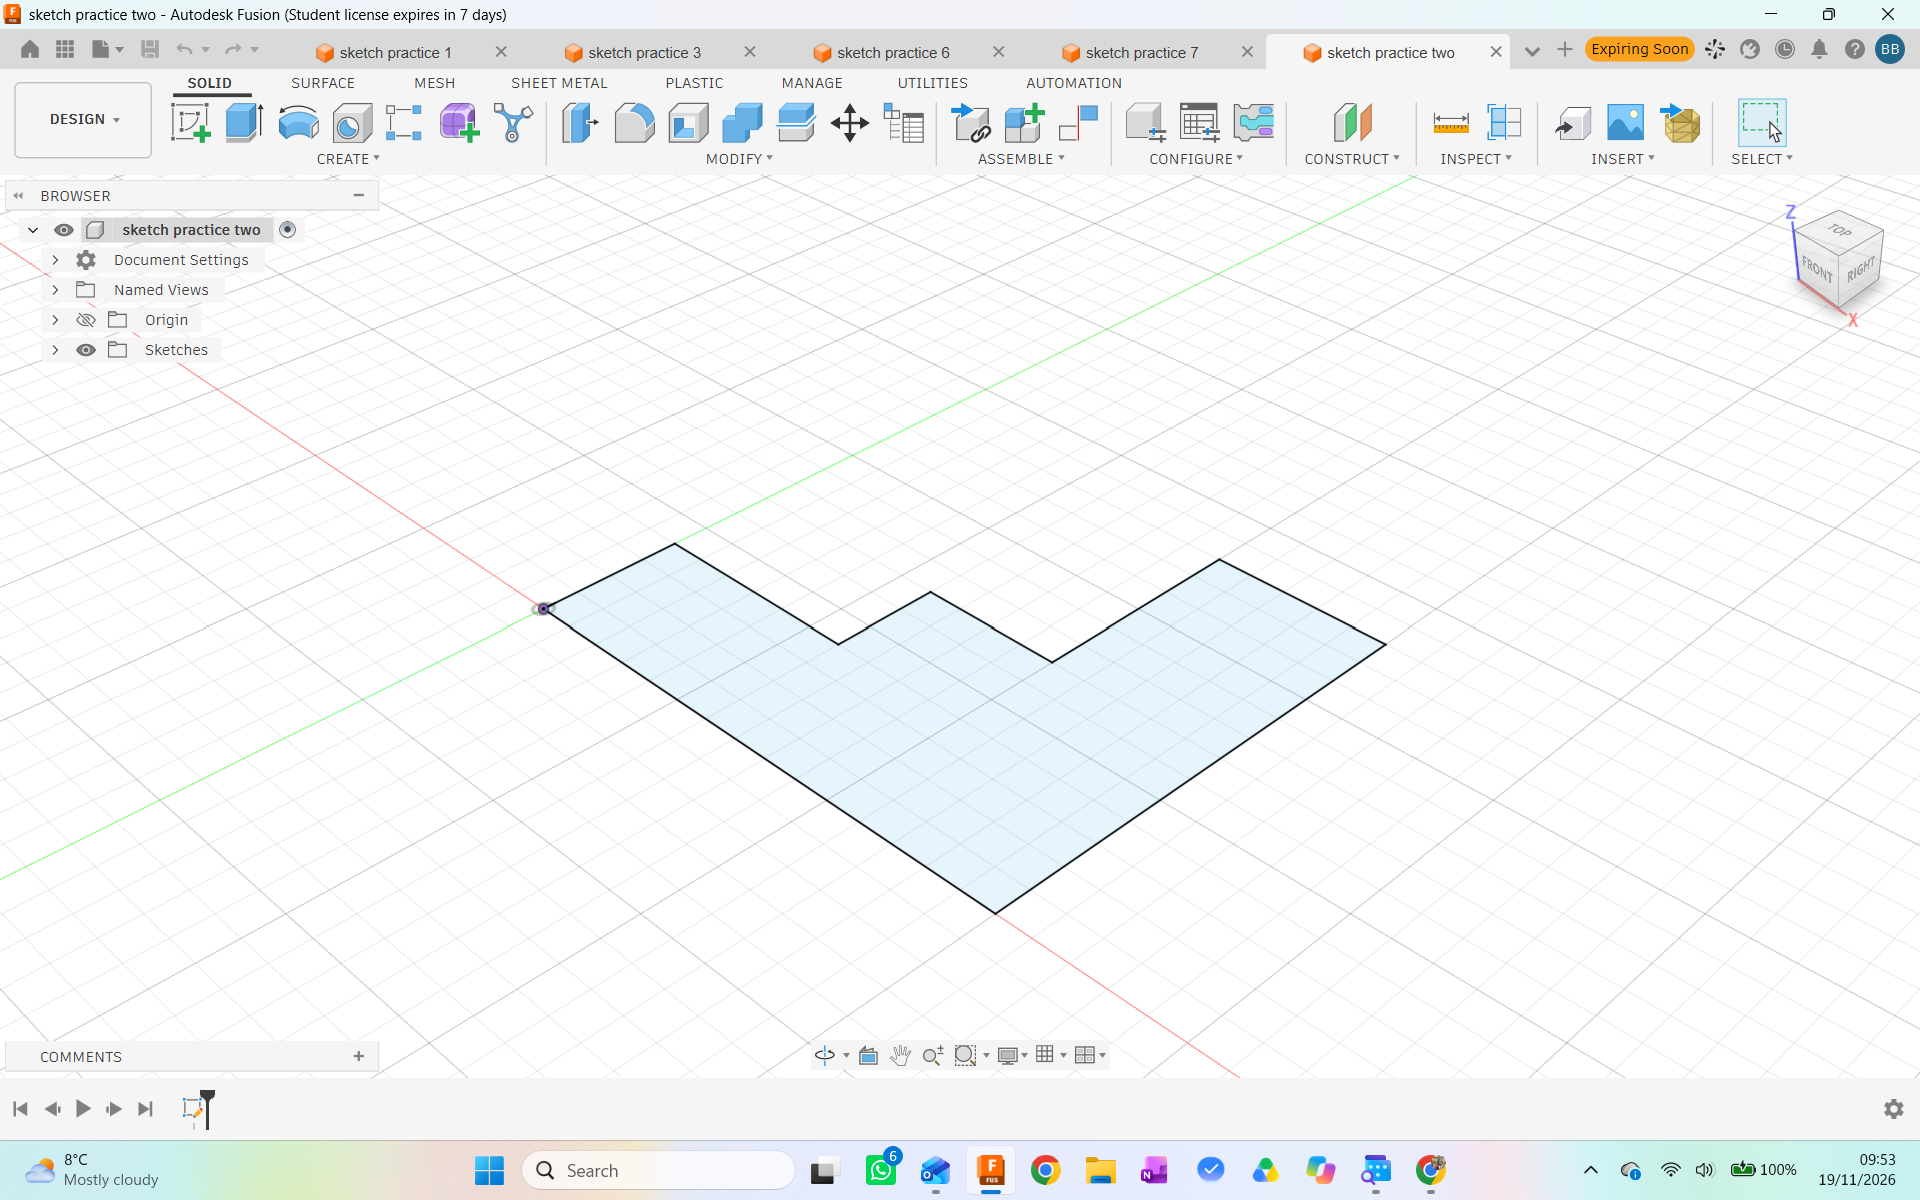 sketch practice two - Autodesk Fusion (Student license expires in 7 days)
sketch practice 1
sketch practice 3
sketch practice 6
sketch practice 7
sketch practice two
Expiring Soon
BB
SOLID
SURFACE
MESH
SHEET METAL
PLASTIC
MANAGE
UTILITIES
AUTOMATION
DESIGN
CREATE
MODIFY
ASSEMBLE
CONFIGURE
CONSTRUCT
INSPECT
INSERT
SELECT
BROWSER
sketch practice two
Document Settings
Named Views
Origin
Sketches
Z
TOP
FRONT
RIGHT
X
COMMENTS
8°C
Mostly cloudy
Search
6
F
FUS
100%
09:53
19/11/2026